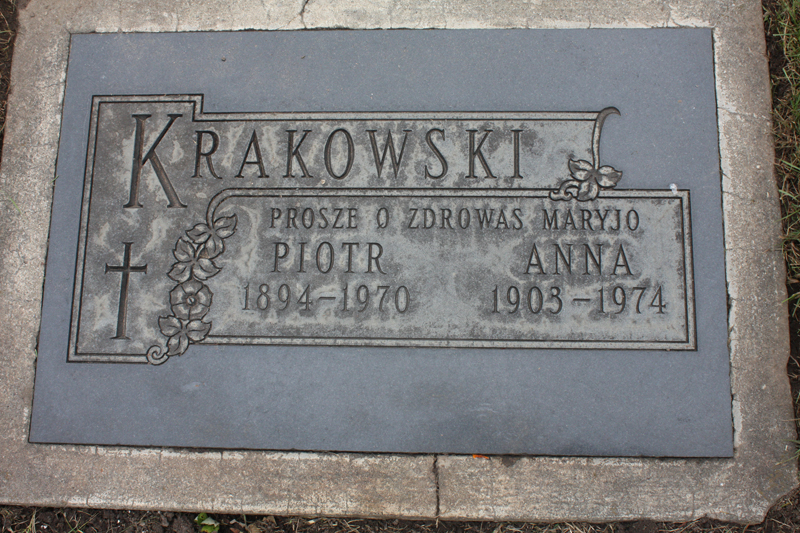 KRAKOWSKI
PROSZE O ZDROWAS MARYJO
PIOTR ANNA
1894-1970 1903-1974